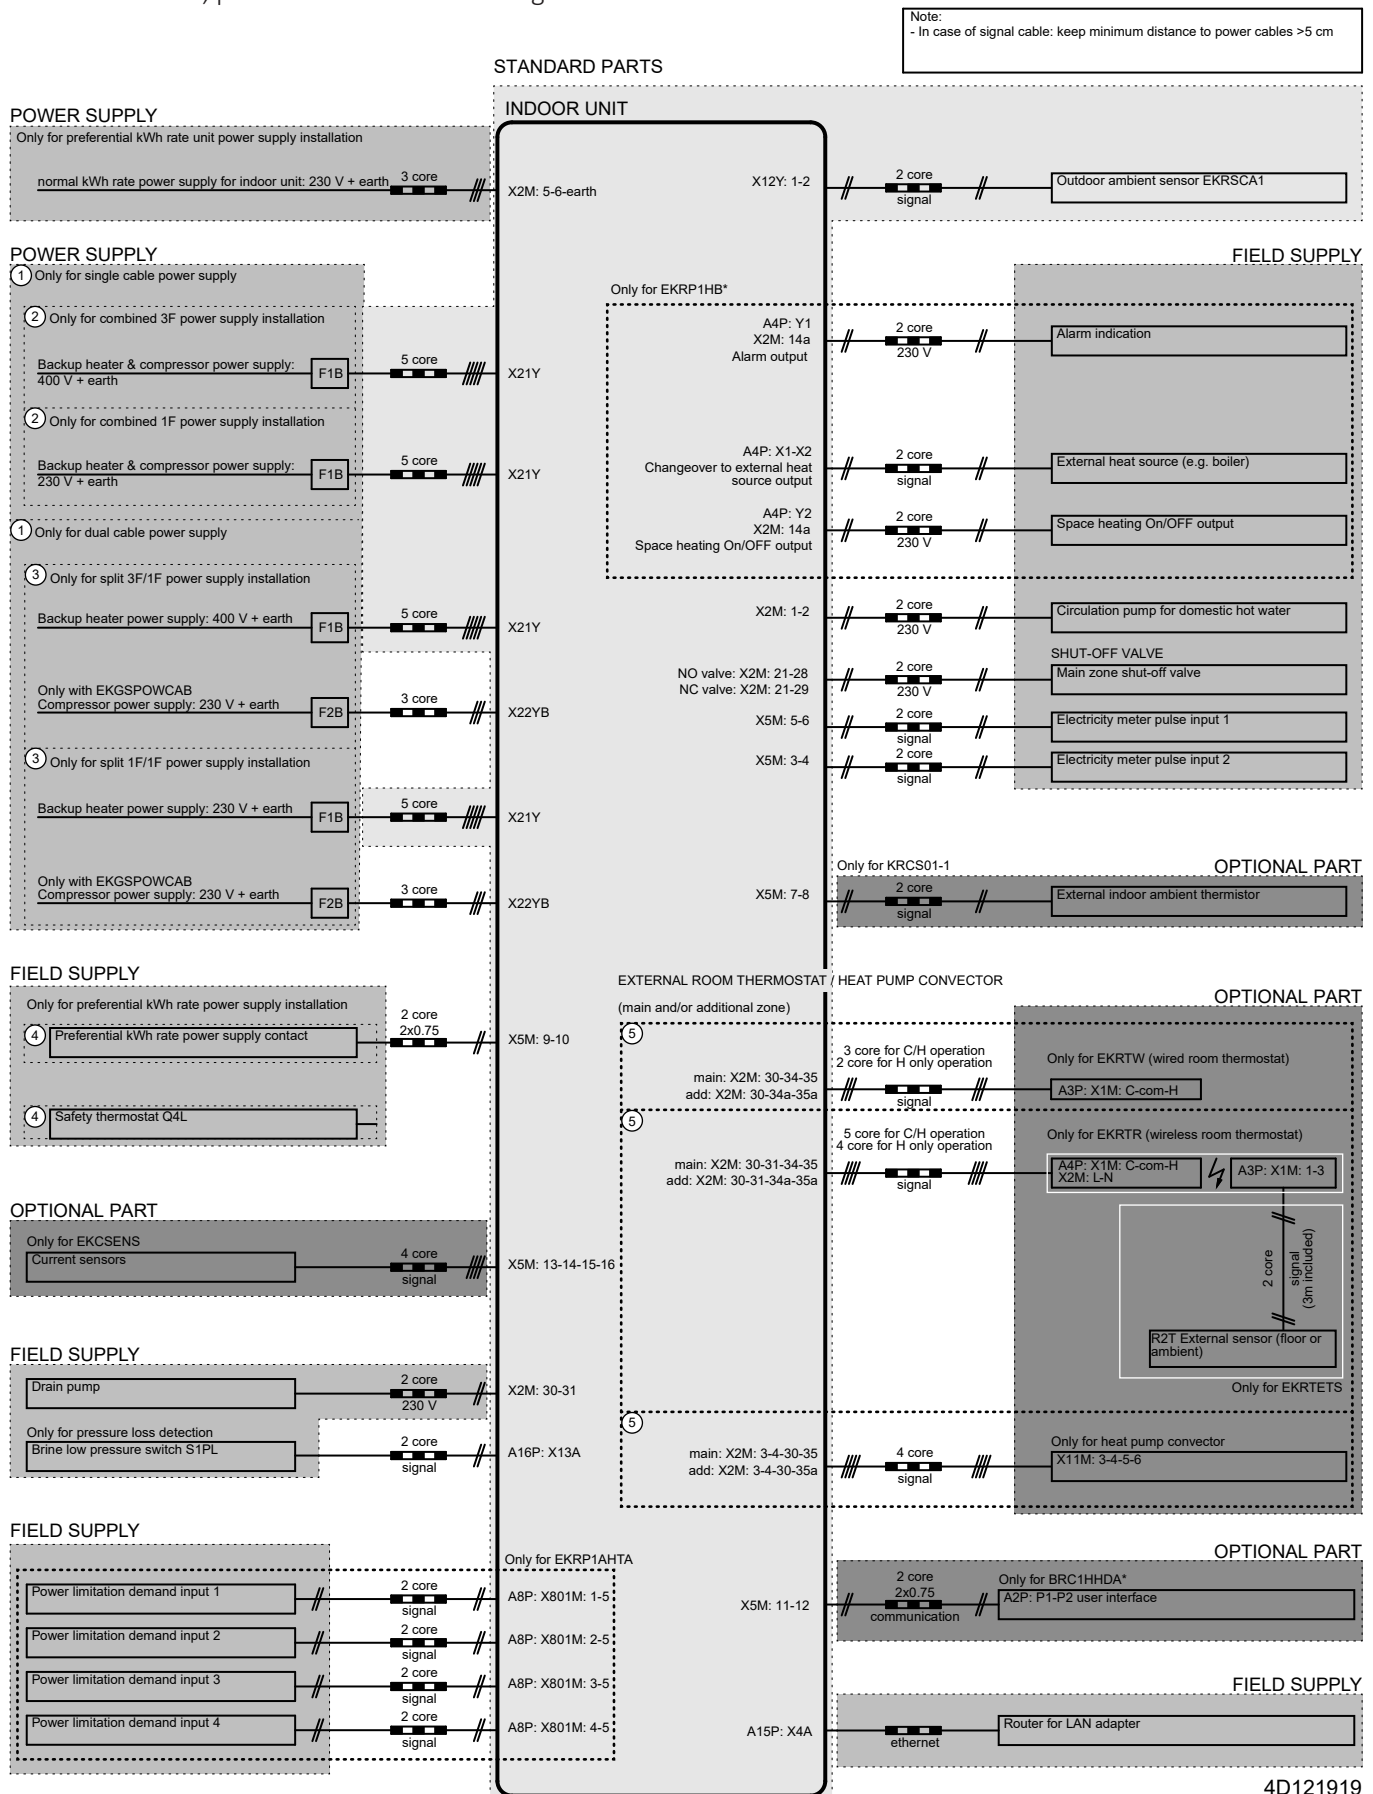 Note:
- In case of signal cable: keep minimum distance to power cables >5 cm
STANDARD PARTS
POWER SUPPLY
INDOOR UNIT
Only for preferential kWh rate unit power supply installation
normal kWh rate power supply for indoor unit: 230 V + earth
3 core
X2M: 5-6-earth
X12Y: 1-2
2 core
signal
Outdoor ambient sensor EKRSCA1
POWER SUPPLY
1 Only for single cable power supply
2 Only for combined 3F power supply installation
Backup heater & compressor power supply:
400 V + earth
F1B
5 core
X21Y
2 Only for combined 1F power supply installation
Backup heater & compressor power supply:
230 V + earth
F1B
5 core
X21Y
1 Only for dual cable power supply
3 Only for split 3F/1F power supply installation
Backup heater power supply: 400 V + earth
F1B
5 core
X21Y
Only with EKGSPOWCAB
Compressor power supply: 230 V + earth
F2B
3 core
X22YB
3 Only for split 1F/1F power supply installation
Backup heater power supply: 230 V + earth
F1B
5 core
X21Y
Only with EKGSPOWCAB
Compressor power supply: 230 V + earth
F2B
3 core
X22YB
FIELD SUPPLY
Only for EKRP1HB*
A4P: Y1
X2M: 14a
Alarm output
2 core
230 V
Alarm indication
A4P: X1-X2
Changeover to external heat
source output
2 core
signal
External heat source (e.g. boiler)
A4P: Y2
X2M: 14a
Space heating On/OFF output
2 core
230 V
Space heating On/OFF output
X2M: 1-2
2 core
230 V
Circulation pump for domestic hot water
SHUT-OFF VALVE
NO valve: X2M: 21-28
NC valve: X2M: 21-29
2 core
230 V
Main zone shut-off valve
X5M: 5-6
2 core
signal
Electricity meter pulse input 1
X5M: 3-4
2 core
signal
Electricity meter pulse input 2
Only for KRCS01-1
OPTIONAL PART
X5M: 7-8
2 core
signal
External indoor ambient thermistor
FIELD SUPPLY
Only for preferential kWh rate power supply installation
4 Preferential kWh rate power supply contact
2 core
2x0.75
X5M: 9-10
4 Safety thermostat Q4L
EXTERNAL ROOM THERMOSTAT / HEAT PUMP CONVECTOR
(main and/or additional zone)
OPTIONAL PART
5
main: X2M: 30-34-35
add: X2M: 30-34a-35a
3 core for C/H operation
2 core for H only operation
signal
Only for EKRTW (wired room thermostat)
A3P: X1M: C-com-H
5
main: X2M: 30-31-34-35
add: X2M: 30-31-34a-35a
5 core for C/H operation
4 core for H only operation
signal
Only for EKRTR (wireless room thermostat)
A4P: X1M: C-com-H
X2M: L-N
A3P: X1M: 1-3
2 core
signal
(3m included)
R2T External sensor (floor or
ambient)
Only for EKRTETS
OPTIONAL PART
Only for EKCSENS
Current sensors
4 core
signal
X5M: 13-14-15-16
FIELD SUPPLY
Drain pump
2 core
230 V
X2M: 30-31
Only for pressure loss detection
Brine low pressure switch S1PL
2 core
signal
A16P: X13A
5
main: X2M: 3-4-30-35
add: X2M: 3-4-30-35a
4 core
signal
Only for heat pump convector
X11M: 3-4-5-6
FIELD SUPPLY
Only for EKRP1AHTA
Power limitation demand input 1
2 core
signal
A8P: X801M: 1-5
Power limitation demand input 2
2 core
signal
A8P: X801M: 2-5
Power limitation demand input 3
2 core
signal
A8P: X801M: 3-5
Power limitation demand input 4
2 core
signal
A8P: X801M: 4-5
OPTIONAL PART
X5M: 11-12
2 core
2x0.75
communication
Only for BRC1HHDA*
A2P: P1-P2 user interface
FIELD SUPPLY
A15P: X4A
ethernet
Router for LAN adapter
4D121919